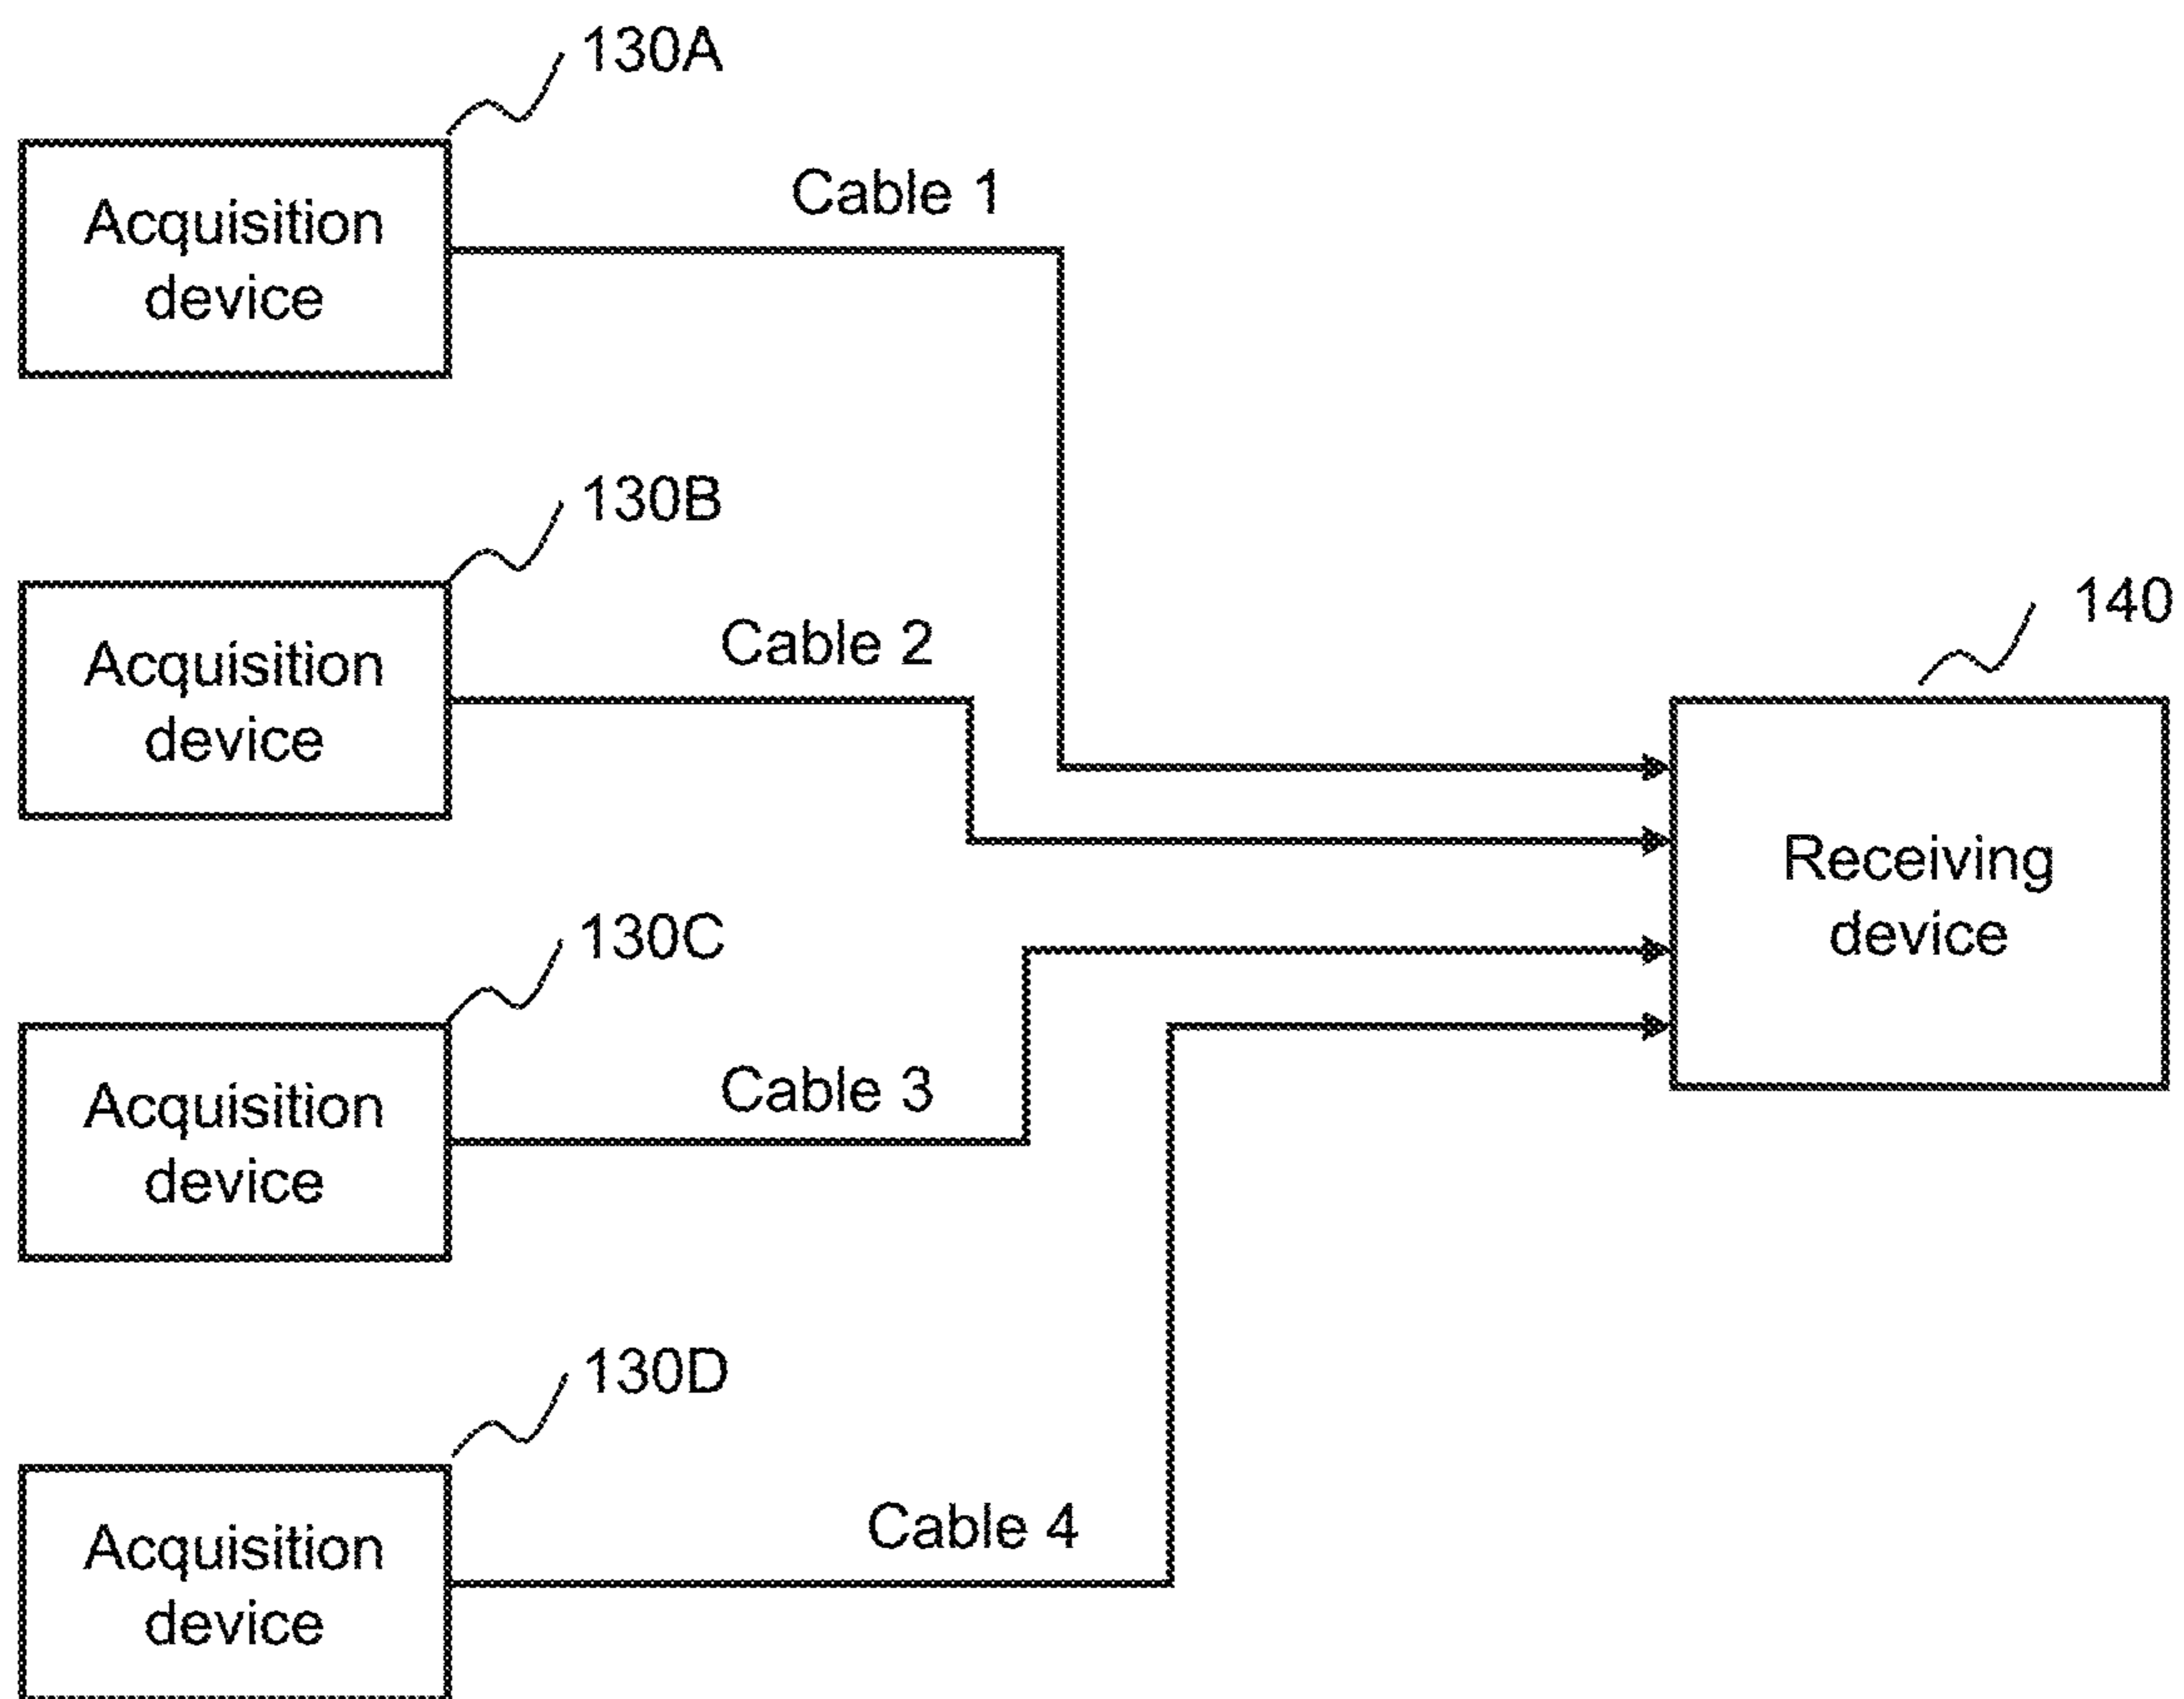 130A
Acquisition
device
Cable 1
130B
Acquisition
device
Cable 2
140
Receiving
device
130C
Acquisition
device
Cable 3
130D
Acquisition
device
Cable 4